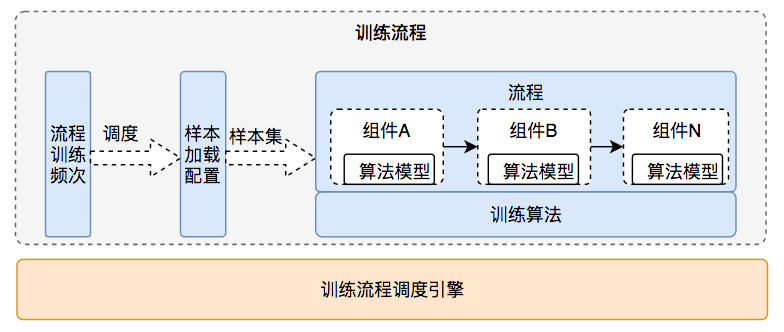 训练流程
流程
训练
频次
调度
样本
加载
配置
样本集
流程
组件A
算法模型
组件B
算法模型
组件N
算法模型
训练算法
训练流程调度引擎